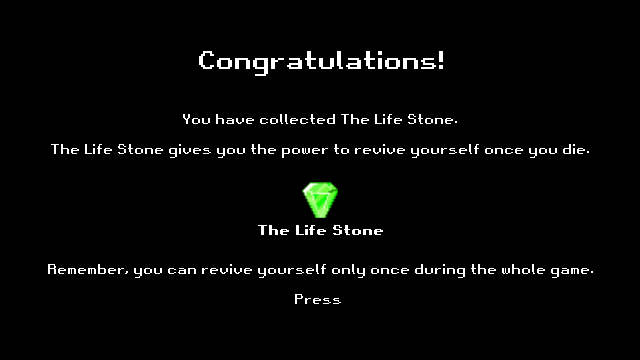 Congratulations!
You have collected The Life Stone.
The Life Stone gives you the power to revive yourself once you die.
The Life Stone
Remember, you can revive yourself only once during the whole game.
Press